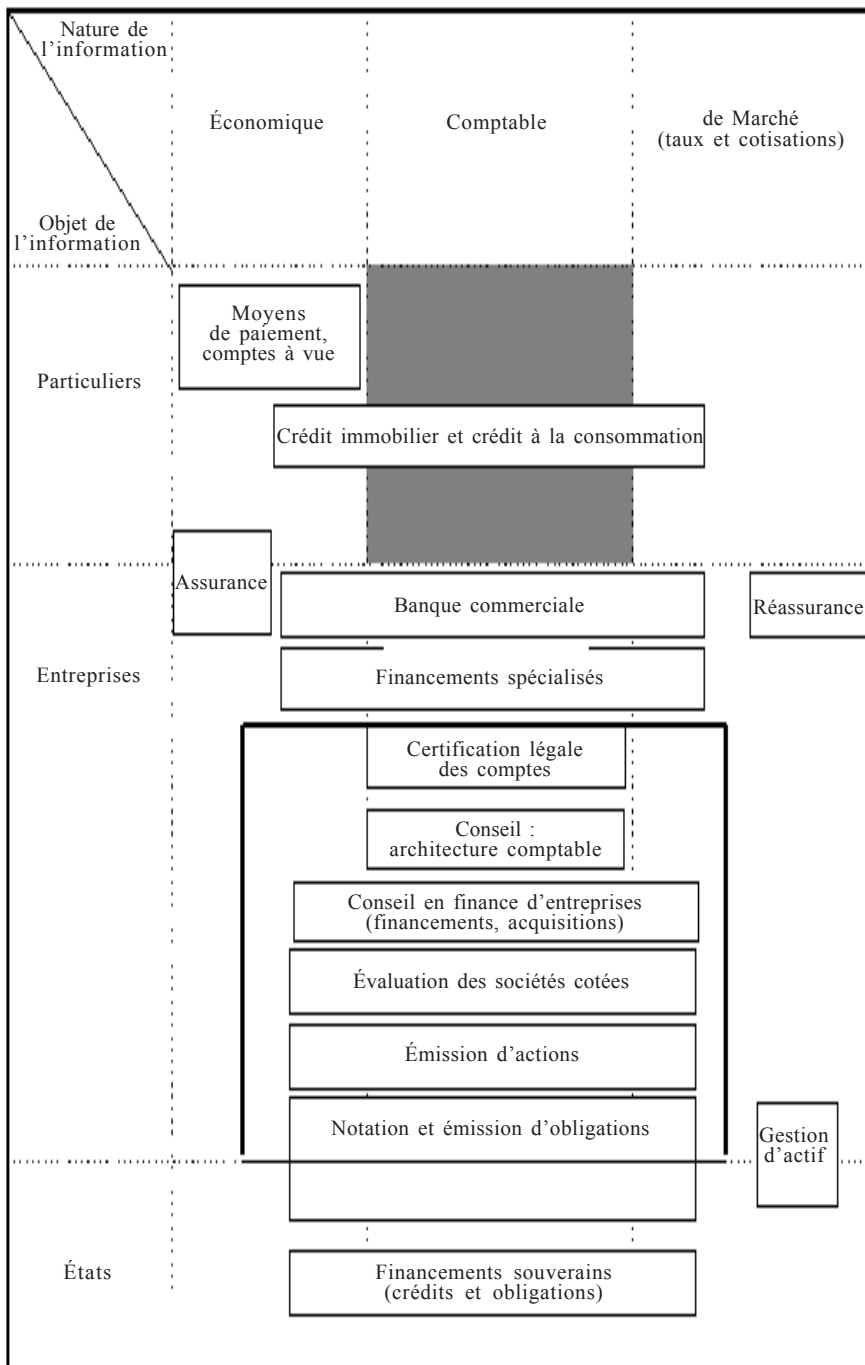 Nature de
l’information
Économique
Comptable
de Marché
(taux et cotisations)
Objet de
l’information
Particuliers
Moyens
de paiement,
comptes à vue
Crédit immobilier et crédit à la consommation
Assurance
Banque commerciale
Réassurance
Entreprises
Financements spécialisés
Certification légale
des comptes
Conseil :
architecture comptable
Conseil en finance d’entreprises
(financements, acquisitions)
Évaluation des sociétés cotées
Émission d’actions
Notation et émission d’obligations
Gestion
d’actif
États
Financements souverains
(crédits et obligations)